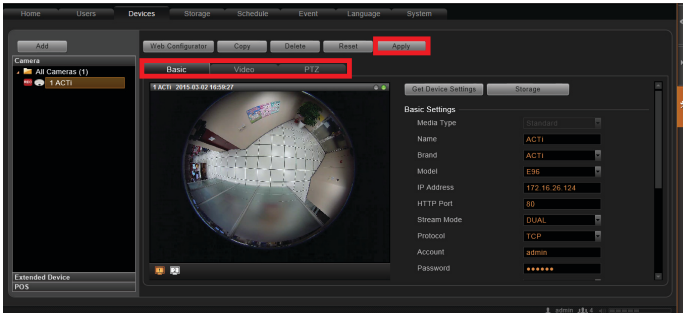 Home Users Devices Storage Schedule Event Language System
Add
Web Configurator Copy Delete Reset Apply
Camera
All Cameras (1)
1 ACTi
Basic Video PTZ
1 ACTi 2015-03-02 16:59:27
Get Device Settings Storage
Basic Settings
Media Type Standard
Name ACTi
Brand ACTi
Model E96
IP Address 172.16.26.124
HTTP Port 80
Stream Mode DUAL
Protocol TCP
Account admin
Password ●●●●●●
1 2
Extended Device
POS
admin 4